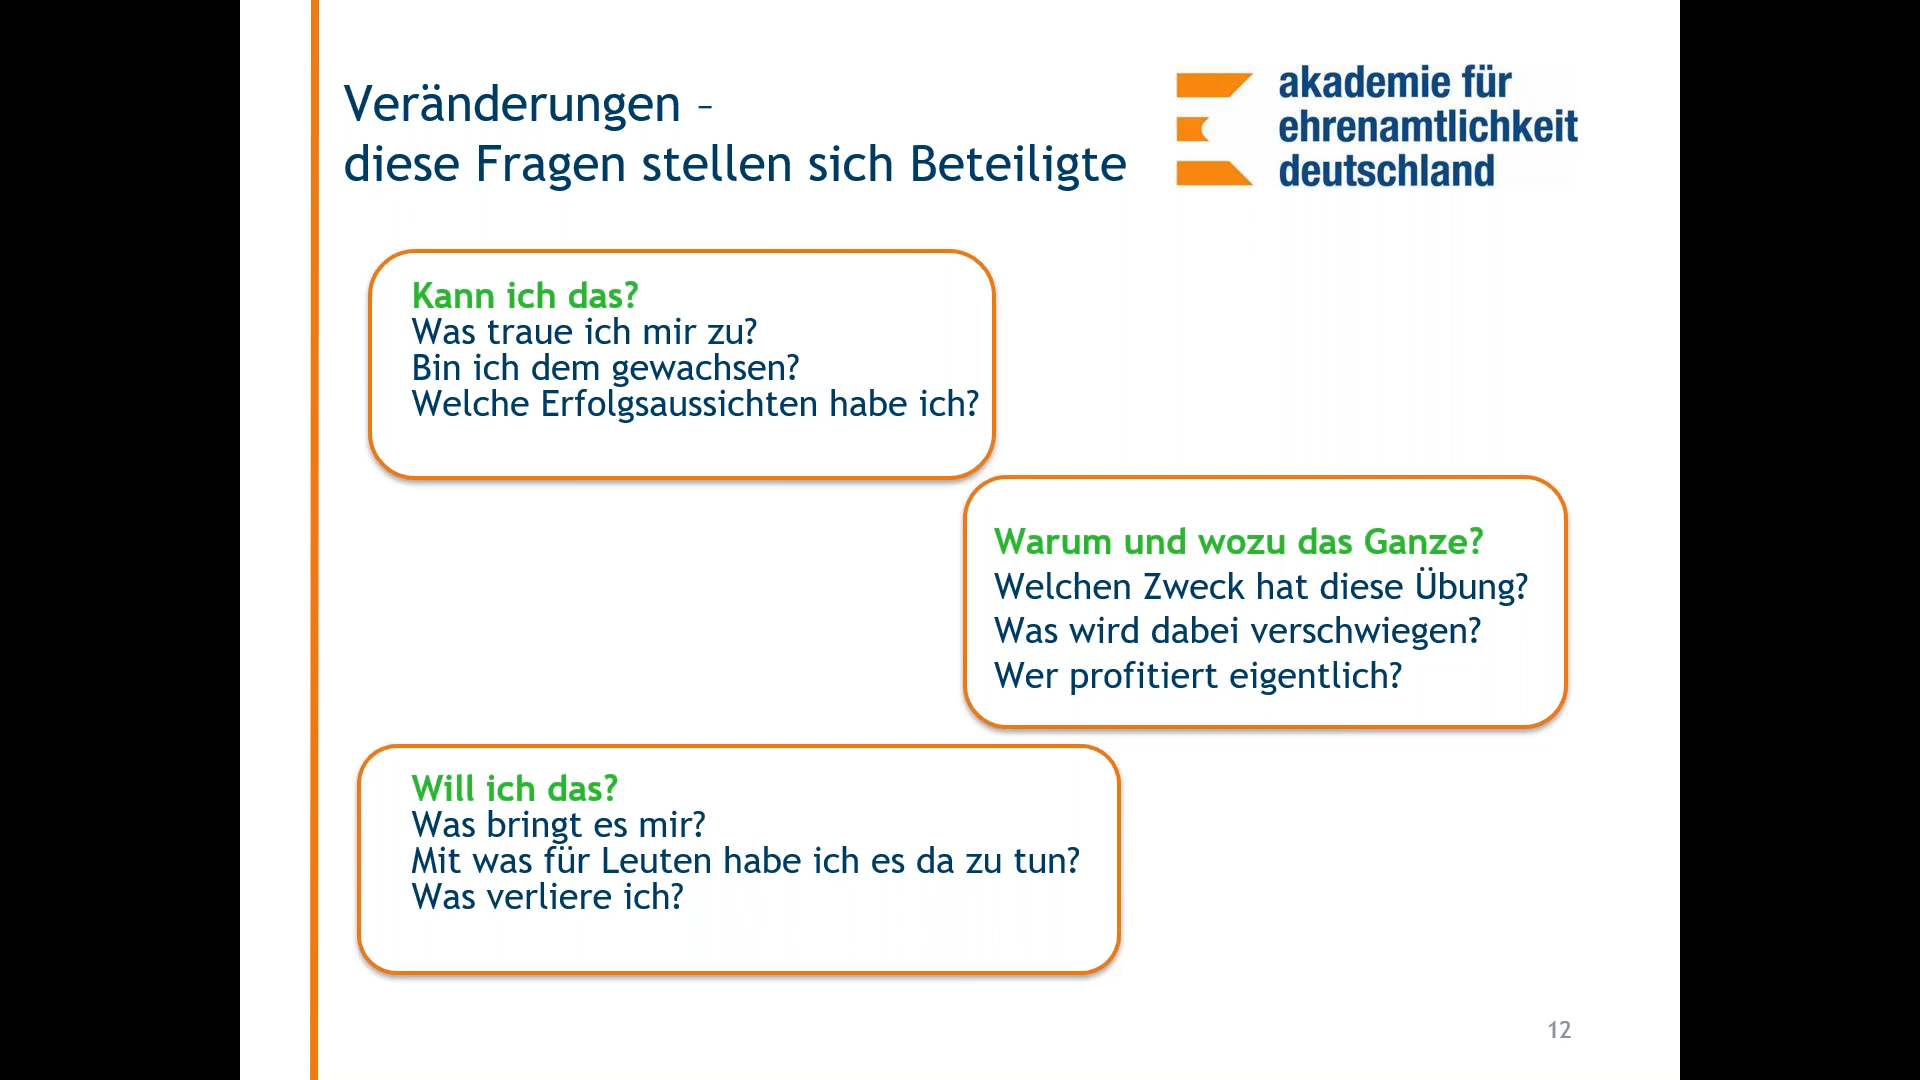 Veränderungen –
diese Fragen stellen sich Beteiligte
akademie für
ehrenamtlichkeit
deutschland
Kann ich das?
Was traue ich mir zu?
Bin ich dem gewachsen?
Welche Erfolgsaussichten habe ich?
Warum und wozu das Ganze?
Welchen Zweck hat diese Übung?
Was wird dabei verschwiegen?
Wer profitiert eigentlich?
Will ich das?
Was bringt es mir?
Mit was für Leuten habe ich es da zu tun?
Was verliere ich?
12